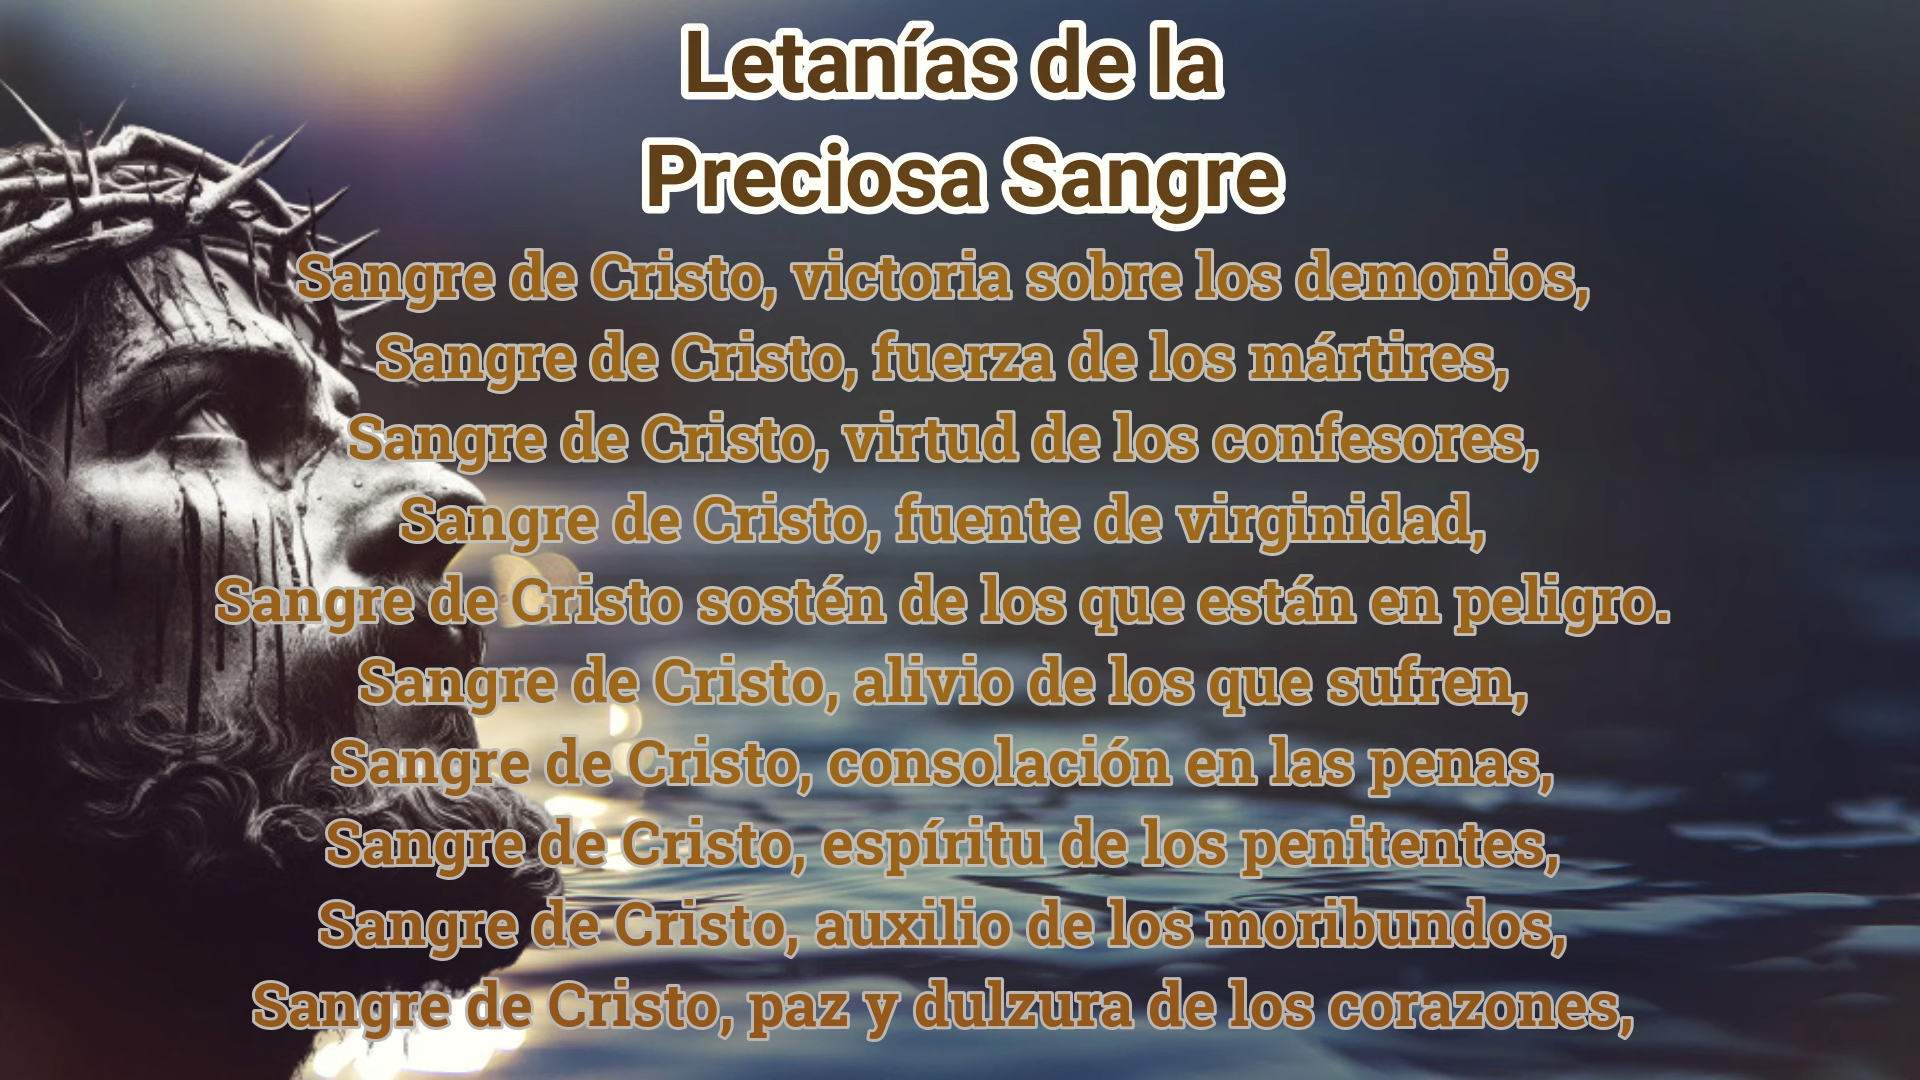 Letanías de la
Preciosa Sangre
Sangre de Cristo, victoria sobre los demonios,
Sangre de Cristo, fuerza de los mártires,
Sangre de Cristo, virtud de los confesores,
Sangre de Cristo, fuente de virginidad,
Sangre de Cristo sostén de los que están en peligro.
Sangre de Cristo, alivio de los que sufren,
Sangre de Cristo, consolación en las penas,
Sangre de Cristo, espíritu de los penitentes,
Sangre de Cristo, auxilio de los moribundos,
Sangre de Cristo, paz y dulzura de los corazones,